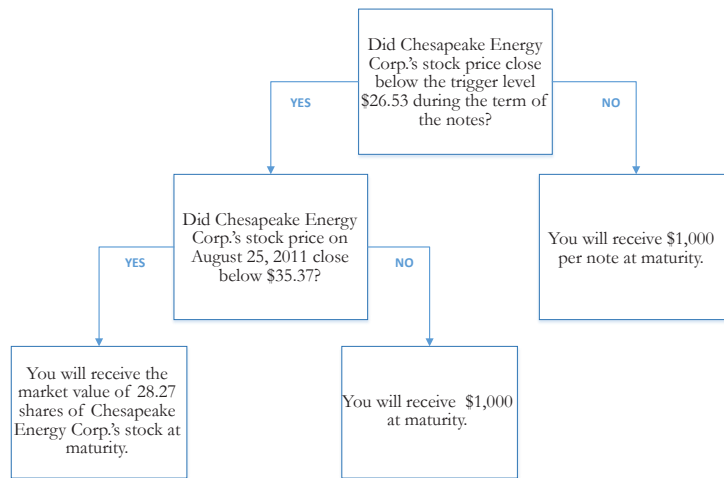 Did Chesapeake Energy
Corp.'s stock price close
below the trigger level
$26.53 during the term of
the notes?
YES
NO
Did Chesapeake Energy
Corp.'s stock price on
August 25, 2011 close
below $35.37?
You will receive $1,000
per note at maturity.
YES
NO
You will receive the
market value of 28.27
shares of Chesapeake
Energy Corp.'s stock at
maturity.
You will receive $1,000
at maturity.